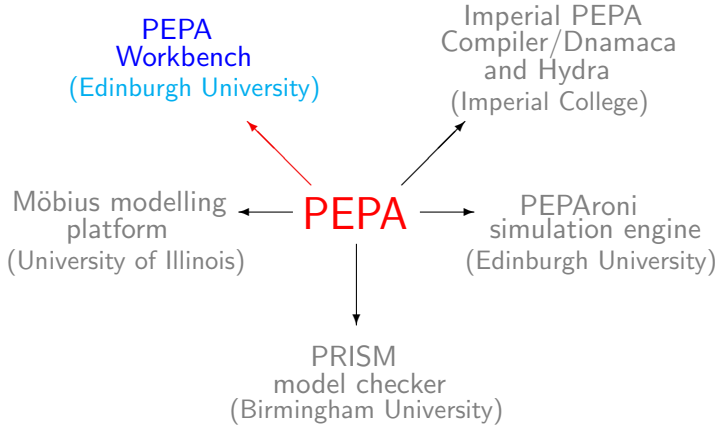 PEPA
Workbench
(Edinburgh University)
Imperial PEPA
Compiler/Dnamaca
and Hydra
(Imperial College)
Möbius modelling
platform
(University of Illinois)
PEPA
PEPAroni
simulation engine
(Edinburgh University)
PRISM
model checker
(Birmingham University)